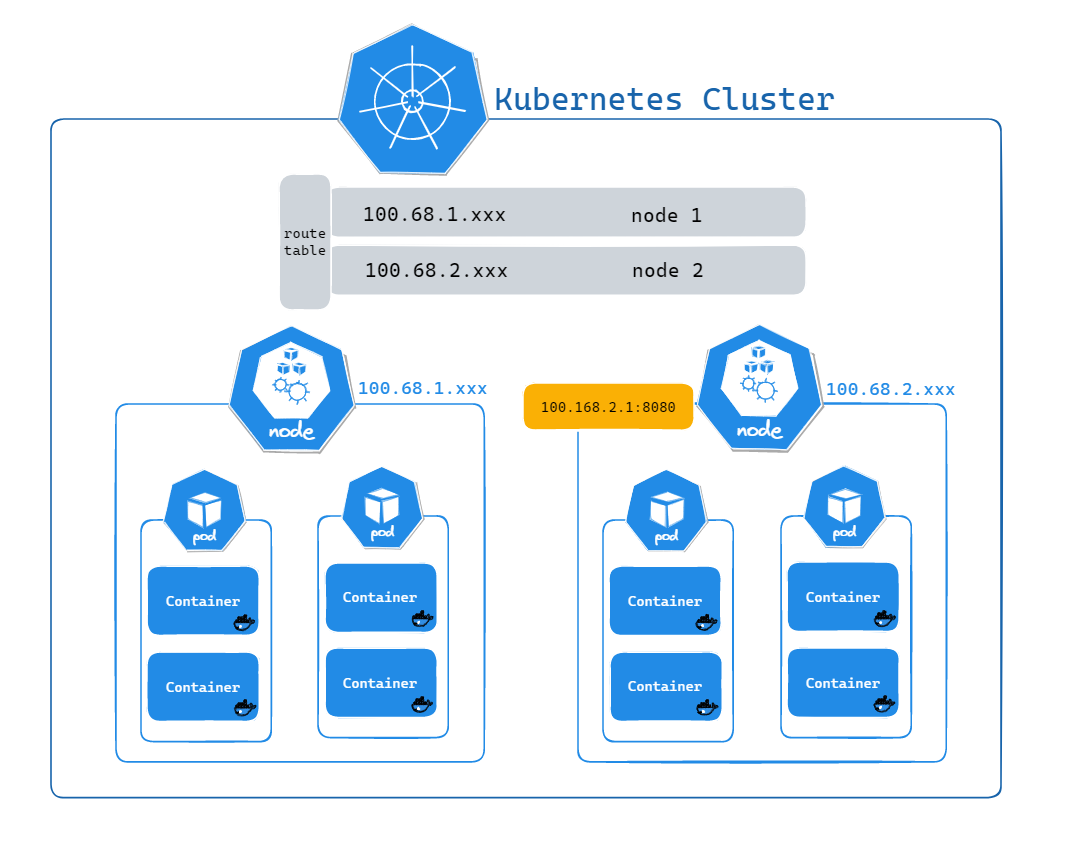 Kubernetes Cluster
route
table
100.68.1.xxx node 1
100.68.2.xxx node 2
node
100.68.1.xxx
100.168.2.1:8080
node
100.68.2.xxx
pod
pod
pod
pod
Container
Container
Container
Container
Container
Container
Container
Container